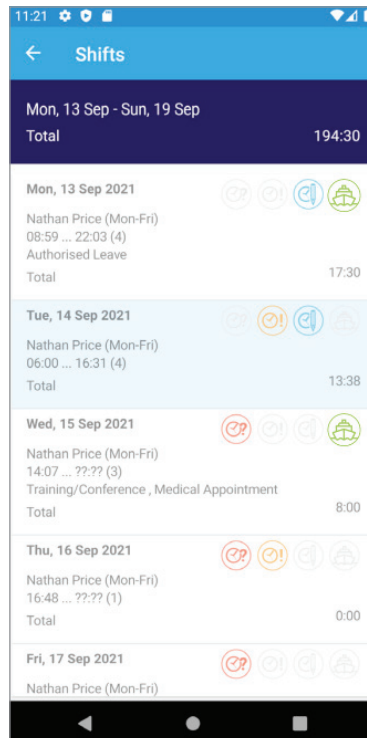 11:21
Shifts
Mon, 13 Sep - Sun, 19 Sep
Total 194:30
Mon, 13 Sep 2021
Nathan Price (Mon-Fri)
08:59 ... 22:03 (4)
Authorised Leave
Total 17:30
Tue, 14 Sep 2021
Nathan Price (Mon-Fri)
06:00 ... 16:31 (4)
Total 13:38
Wed, 15 Sep 2021
Nathan Price (Mon-Fri)
14:07 ... ??:?? (3)
Training/Conference , Medical Appointment
Total 8:00
Thu, 16 Sep 2021
Nathan Price (Mon-Fri)
16:48 ... ??:?? (1)
Total 0:00
Fri, 17 Sep 2021
Nathan Price (Mon-Fri)